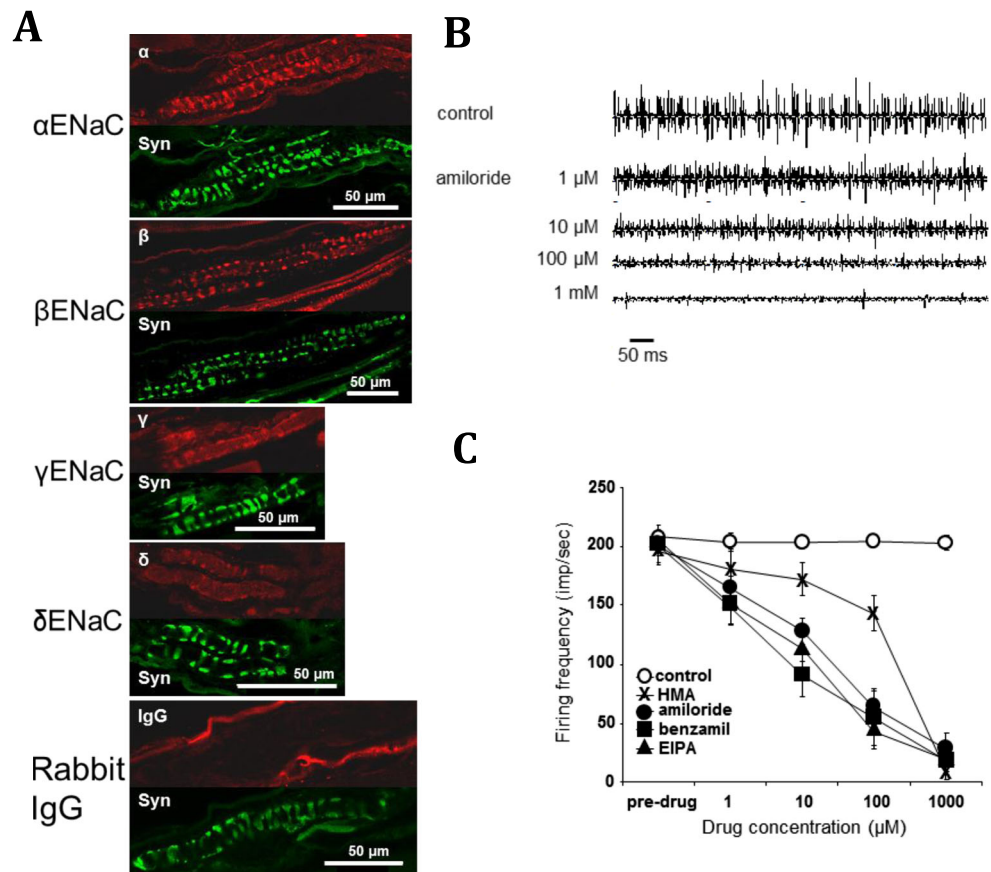 A
αENaC
α
Syn
50 µm
βENaC
β
Syn
50 µm
γENaC
γ
Syn
50 µm
δENaC
δ
Syn
50 µm
Rabbit
IgG
IgG
Syn
50 µm
B
control
amiloride 1 µM
10 µM
100 µM
1 mM
50 ms
C
Firing frequency (imp/sec)
250
200
150
100
50
0
control
HMA
amiloride
benzamil
EIPA
pre-drug 1 10 100 1000
Drug concentration (µM)